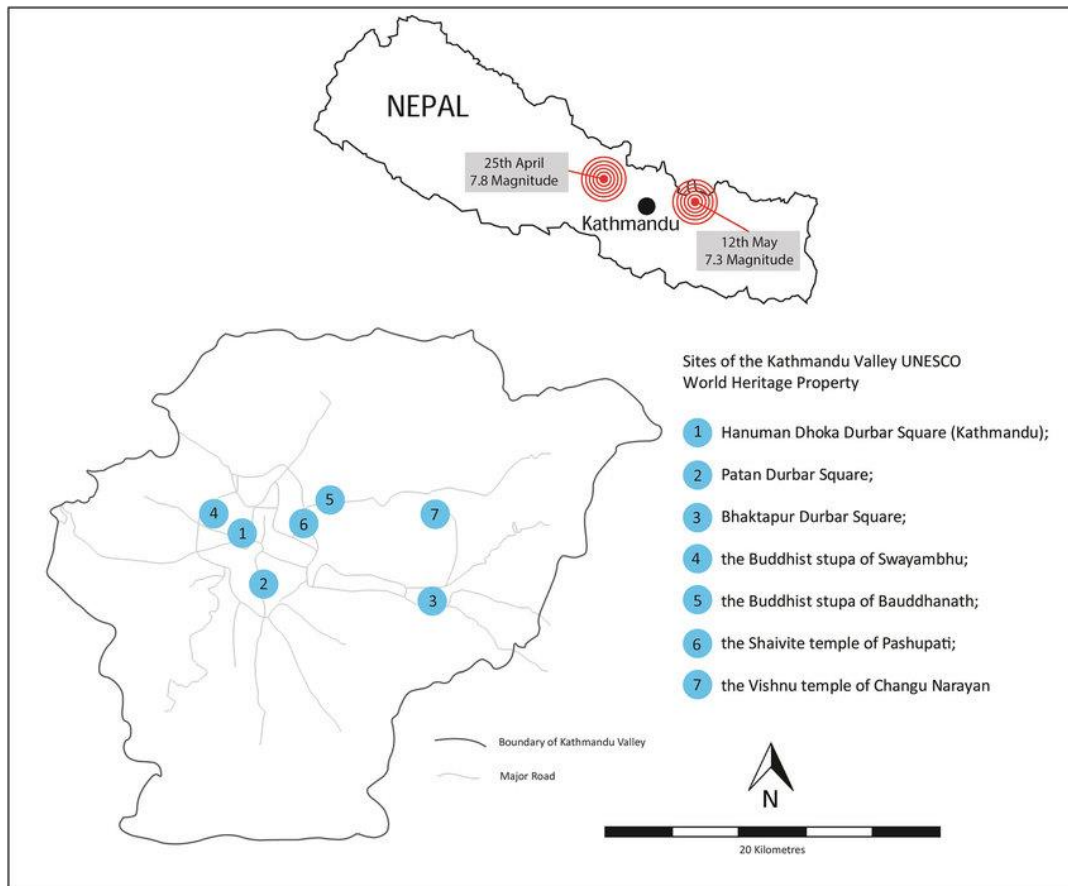 NEPAL
25th April
7.8 Magnitude
Kathmandu
12th May
7.3 Magnitude
Sites of the Kathmandu Valley UNESCO
World Heritage Property
1 Hanuman Dhoka Durbar Square (Kathmandu);
2 Patan Durbar Square;
3 Bhaktapur Durbar Square;
4 the Buddhist stupa of Swayambhu;
5 the Buddhist stupa of Bauddhanath;
6 the Shaivite temple of Pashupati;
7 the Vishnu temple of Changu Narayan
5
4
7
6
1
2
3
Boundary of Kathmandu Valley
Major Road
N
20 Kilometres